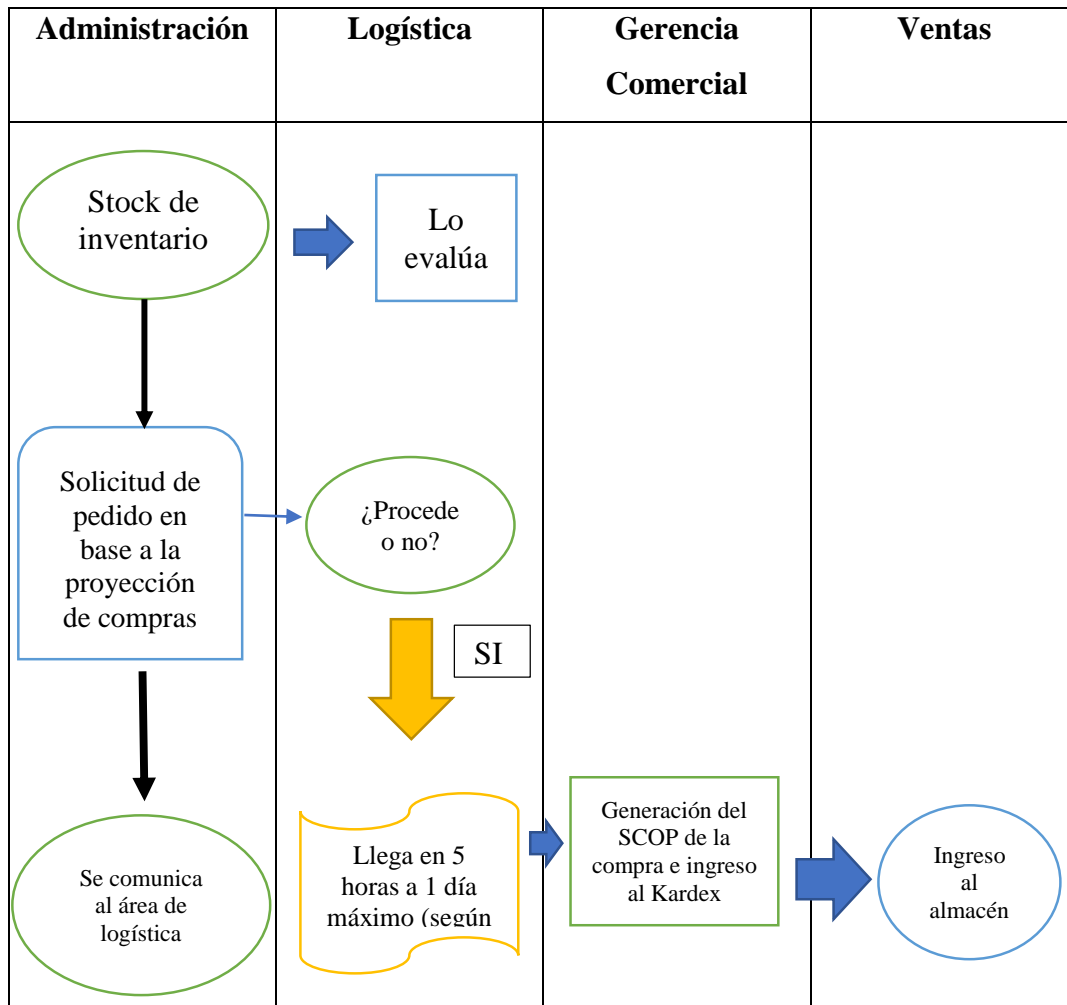 Administración
Logística
Gerencia
Comercial
Ventas
Stock de
inventario
Lo
evalúa
Solicitud de
pedido en
base a la
proyección
de compras
¿Procede
o no?
SI
Se comunica
al área de
logística
Llega en 5
horas a 1 día
máximo (según
Generación del
SCOP de la
compra e ingreso
al Kardex
Ingreso
al
almacén